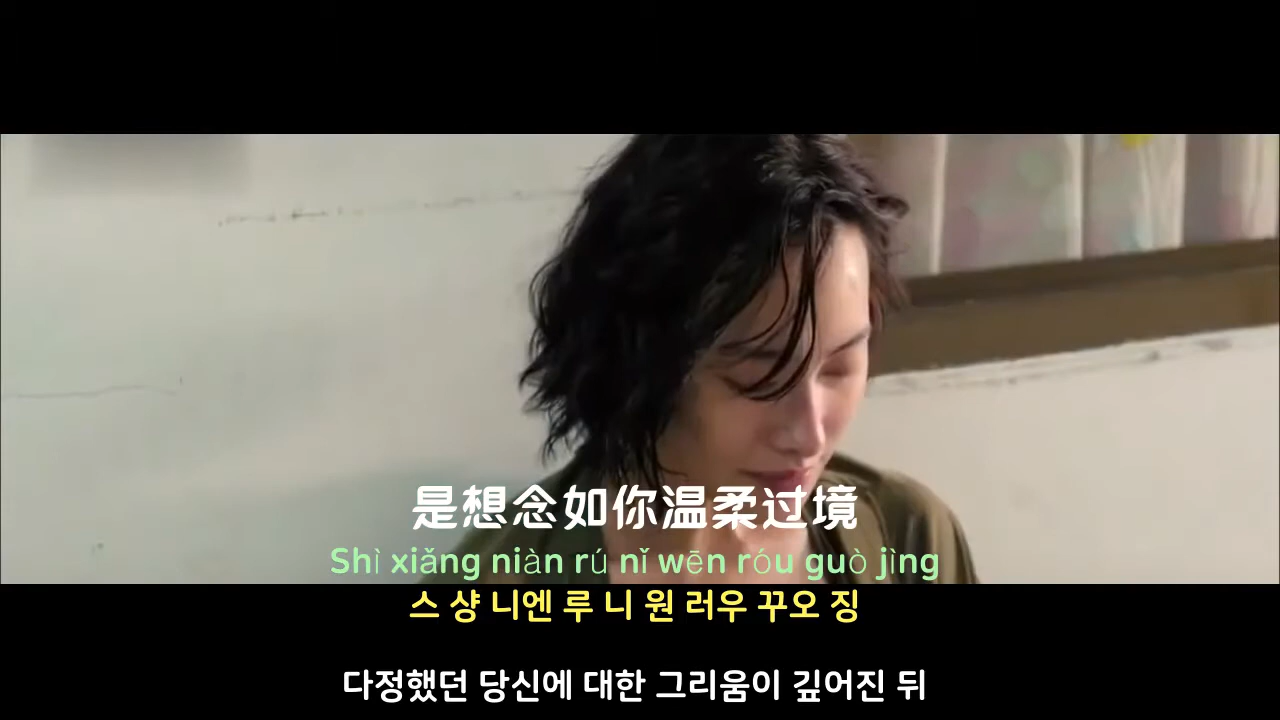 是想念如你温柔过境
Shì xiǎng niàn rú nǐ wēn róu guò jìng
스 샹 니엔 루 니 원 러우 꾸오 징
다정했던 당신에 대한 그리움이 깊어진 뒤